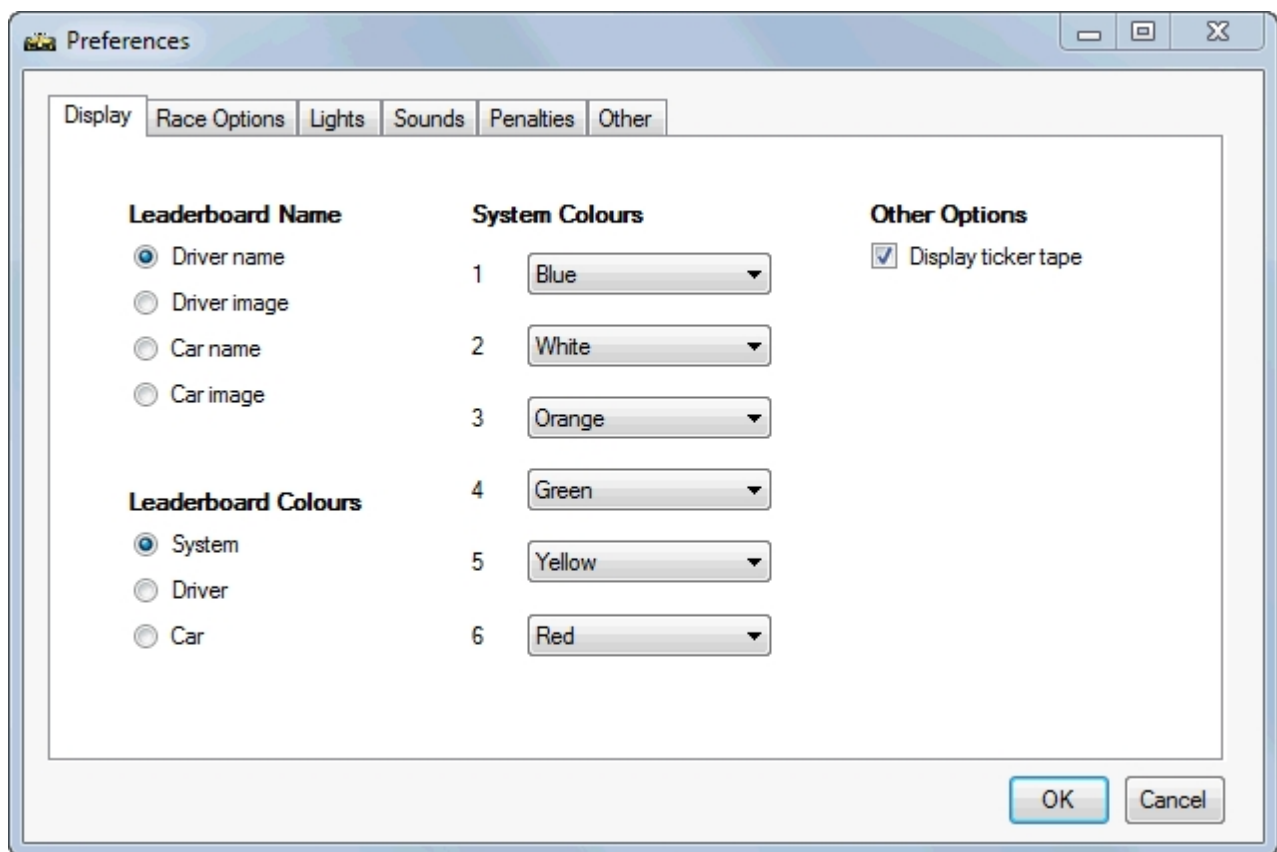 Preferences
Display Race Options Lights Sounds Penalties Other
Leaderboard Name
Driver name
Driver image
Car name
Car image
Leaderboard Colours
System
Driver
Car
System Colours
1 Blue
2 White
3 Orange
4 Green
5 Yellow
6 Red
Other Options
Display ticker tape
OK Cancel